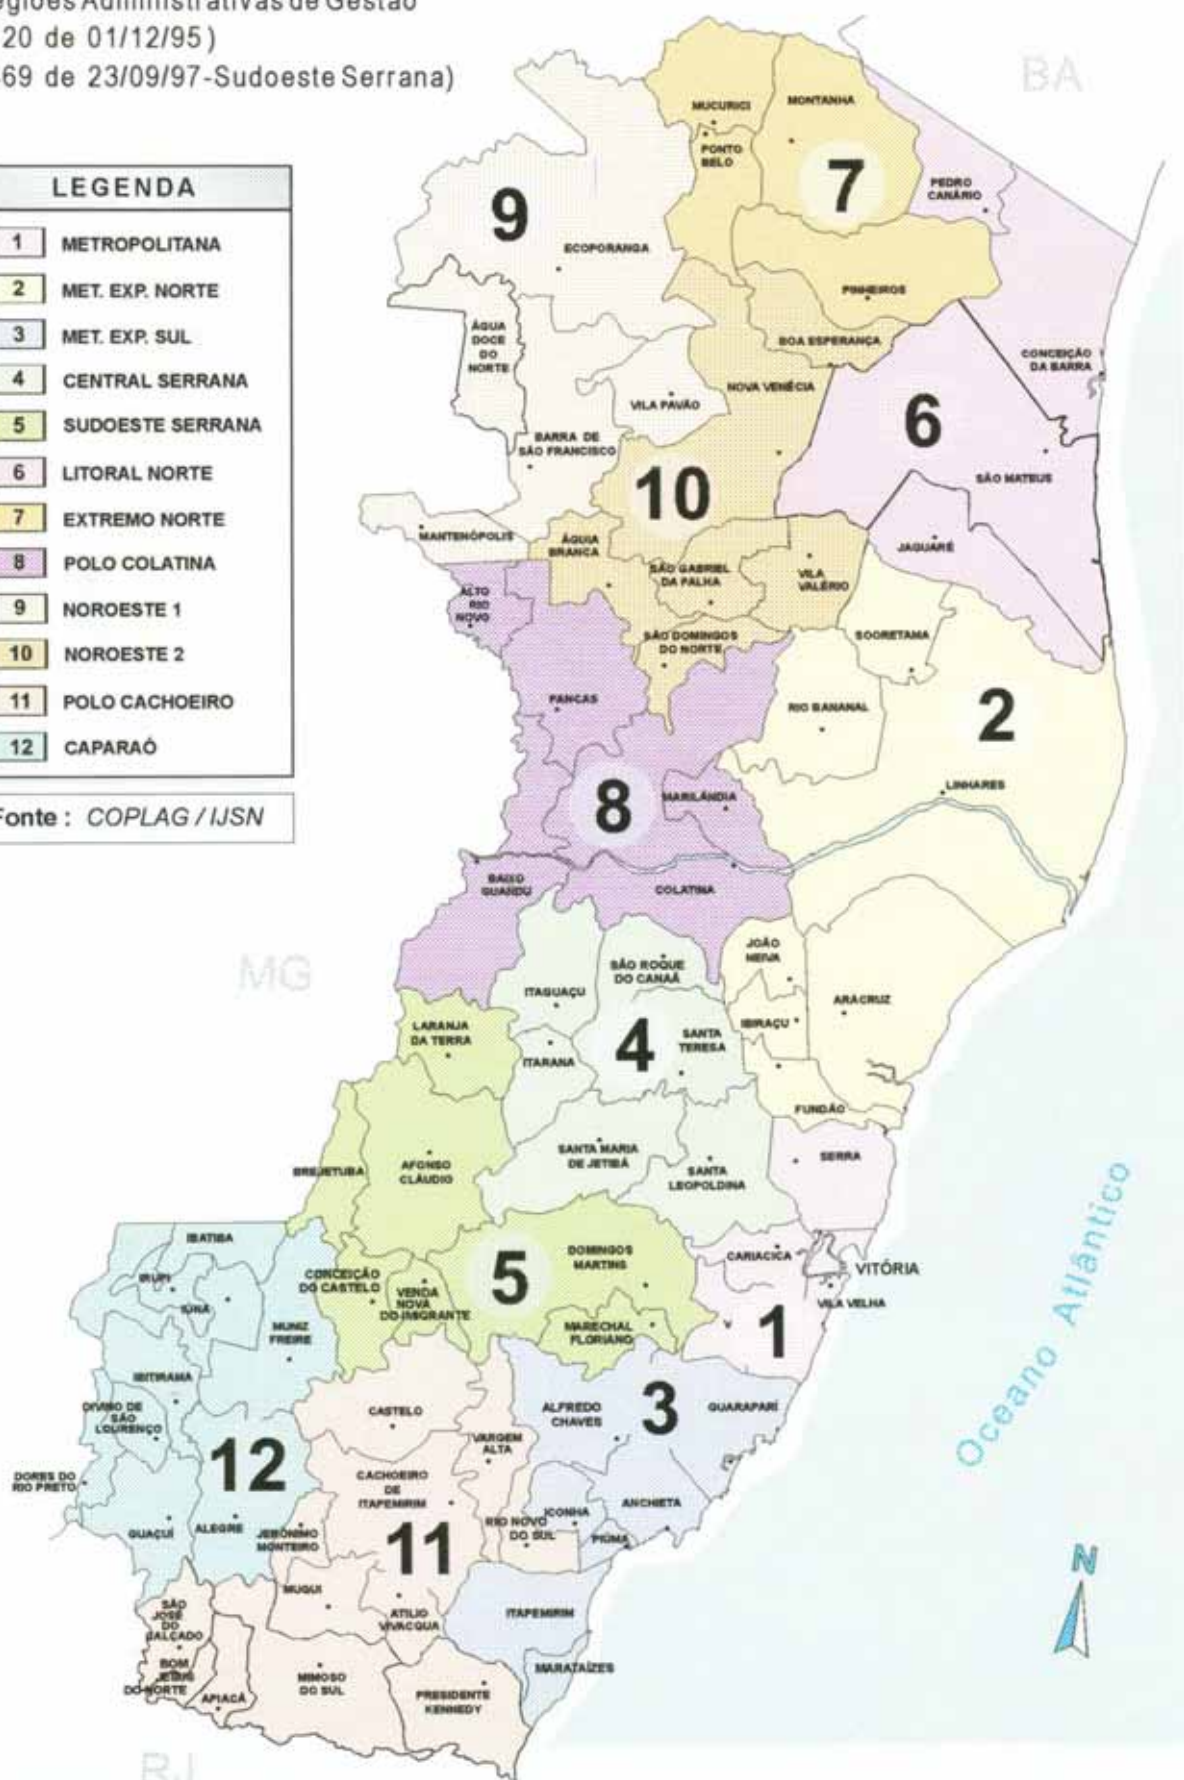 egiões Administrativas de Gestão
20 de 01/12/95)
69 de 23/09/97-Sudoeste Serrana)
BA
LEGENDA
1 METROPOLITANA
2 MET. EXP. NORTE
3 MET. EXP. SUL
4 CENTRAL SERRANA
5 SUDOESTE SERRANA
6 LITORAL NORTE
7 EXTREMO NORTE
8 POLO COLATINA
9 NOROESTE 1
10 NOROESTE 2
11 POLO CACHOEIRO
12 CAPARAÓ
Fonte : COPLAG / IJSN
MUCURICI
MONTANHA
PONTO
BELO
7
PEDRO
CANÁRIO
9
ECOPORANGA
PINHEIROS
ÁGUA
DOCE
DO
NORTE
BOA ESPERANÇA
CONCEIÇÃO
DA BARRA
NOVA VENÉCIA
VILA PAVÃO
6
BARRA DE
SÃO FRANCISCO
10
SÃO MATEUS
MANTENÓPOLIS
ÁGUIA
BRANCA
JAGUARÉ
SÃO GABRIEL
DA PALHA
VILA
VALÉRIO
ALTO
RIO
NOVO
SÃO DOMINGOS
DO NORTE
SOORETAMA
PANCAS
RIO BANANAL
2
8
MARILÂNDIA
LINHARES
BAIXO
GUANDU
COLATINA
MG
JOÃO
NEIVA
SÃO ROQUE
DO CANAÃ
ITAGUAÇU
ARACRUZ
LARANJA
DA TERRA
IBIRAÇU
4
SANTA
TERESA
ITARANA
FUNDÃO
SANTA MARIA
DE JETIBÁ
SERRA
BREJETUBA
AFONSO
CLÁUDIO
SANTA
LEOPOLDINA
IBATIBA
DOMINGOS
MARTINS
CARIACICA
VITÓRIA
IRUPI
CONCEIÇÃO
DO CASTELO
5
VENDA
NOVA
DO IMIGRANTE
IÚNA
VILA VELHA
MUNIZ
FREIRE
MARECHAL
FLORIANO
V
1
Oceano Atlântico
IBITIRAMA
DIVINO DE
SÃO
LOURENÇO
CASTELO
ALFREDO
CHAVES
3
GUARAPARÍ
VARGEM
ALTA
12
DORES DO
RIO PRETO
CACHOEIRO
DE
ITAPEMIRIM
ANCHIETA
ICONHA
RIO NOVO
DO SUL
GUAÇUÍ
ALEGRE
JERÔNIMO
MONTEIRO
11
PIÚMA
N
MUQUI
SÃO
JOSÉ
DO
CALÇADO
ATILIO
VIVACQUA
ITAPEMIRIM
BOM
JESUS
DO NORTE
MIMOSO
DO SUL
MARATAÍZES
APIACÁ
PRESIDENTE
KENNEDY
RJ